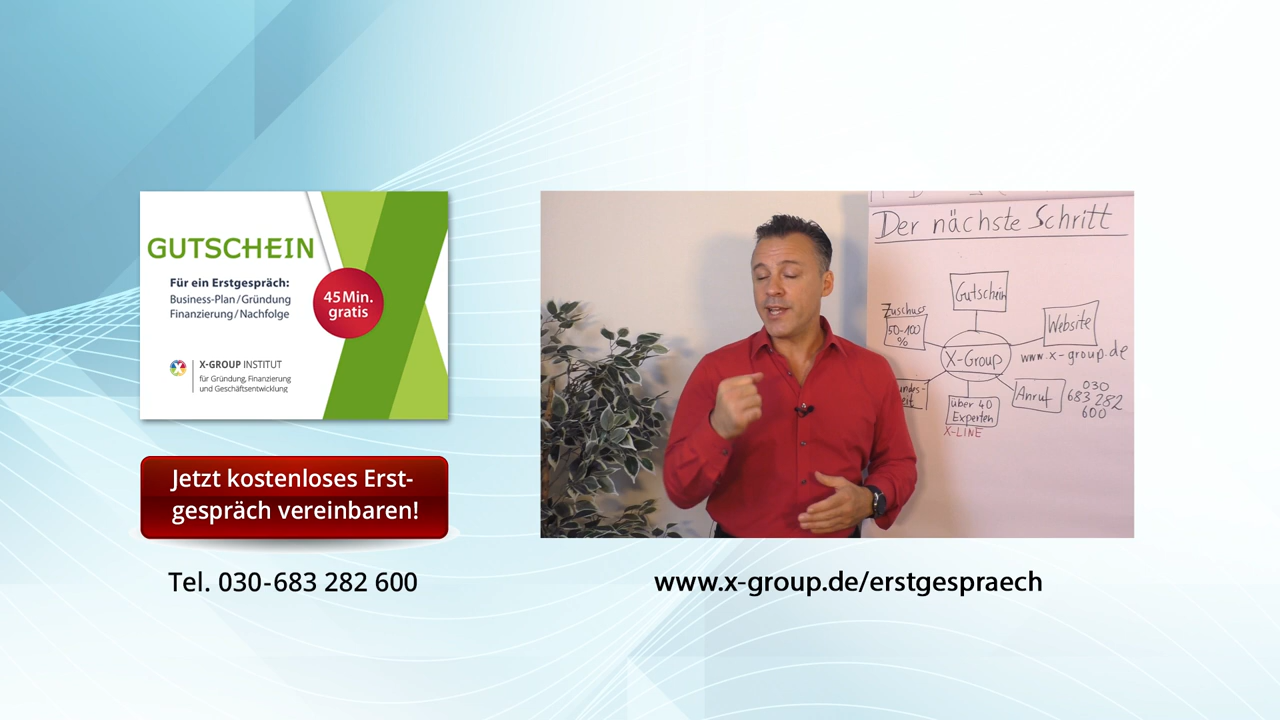 GUTSCHEIN
Für ein Erstgespräch:
Business-Plan/Gründung
Finanzierung/Nachfolge
45 Min.
gratis
X-GROUP INSTITUT
für Gründung, Finanzierung
und Geschäftsentwicklung
Jetzt kostenloses Erst-
gespräch vereinbaren!
Tel. 030-683 282 600
Der nächste Schritt
Gutschein
Zuschuss
50-100
%
Website
www.x-group.de
X-Group
Anruf
030
683 282
600
über 40
Experten
X-LINE
www.x-group.de/erstgespraech